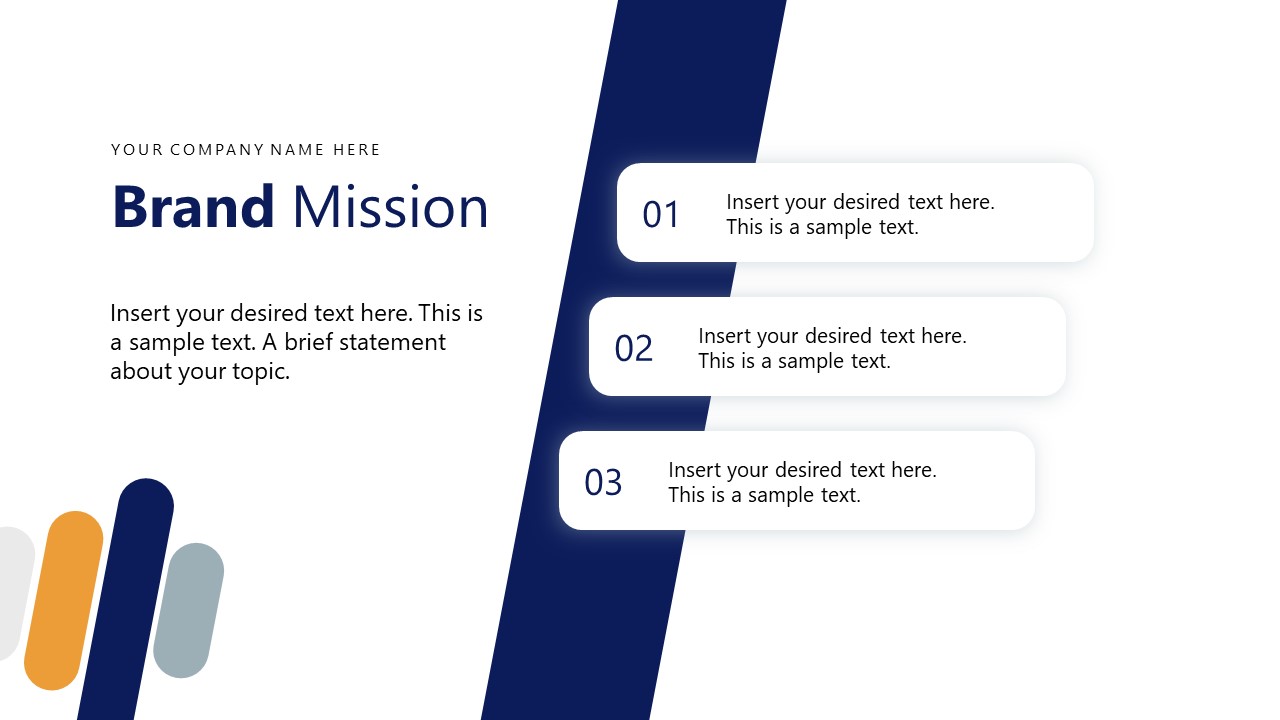 YOUR COMPANY NAME HERE
Brand Mission
Insert your desired text here. This is
a sample text. A brief statement
about your topic.
01
Insert your desired text here.
This is a sample text.
02
Insert your desired text here.
This is a sample text.
03
Insert your desired text here.
This is a sample text.